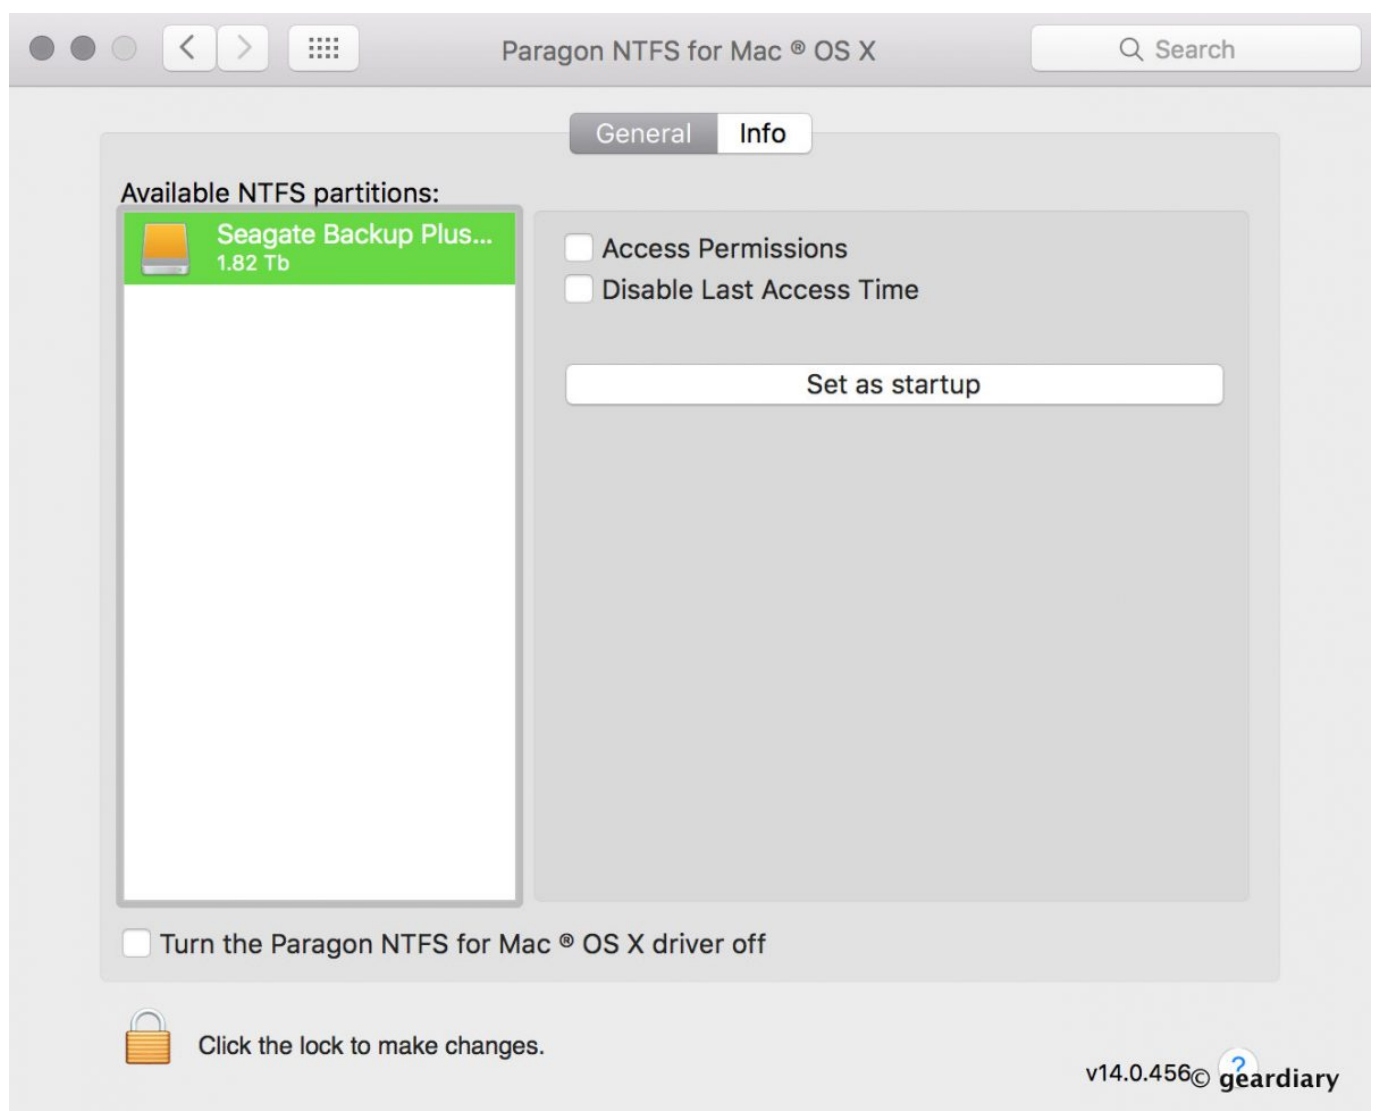 Paragon NTFS for Mac ® OS X
Search
General Info
Available NTFS partitions:
Seagate Backup Plus...
1.82 Tb
Access Permissions
Disable Last Access Time
Set as startup
Turn the Paragon NTFS for Mac ® OS X driver off
Click the lock to make changes.
v14.0.456 ?
© geardiary